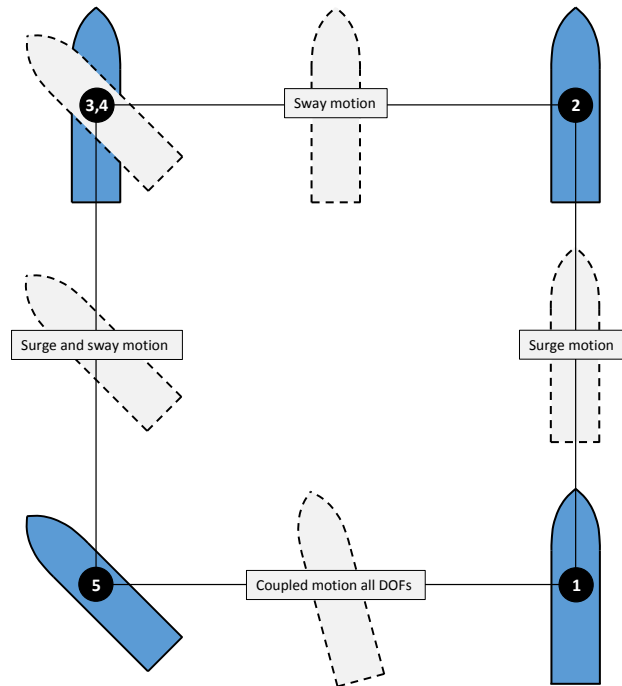 3,4
Sway motion
2
Surge and sway motion
Surge motion
5
Coupled motion all DOFs
1